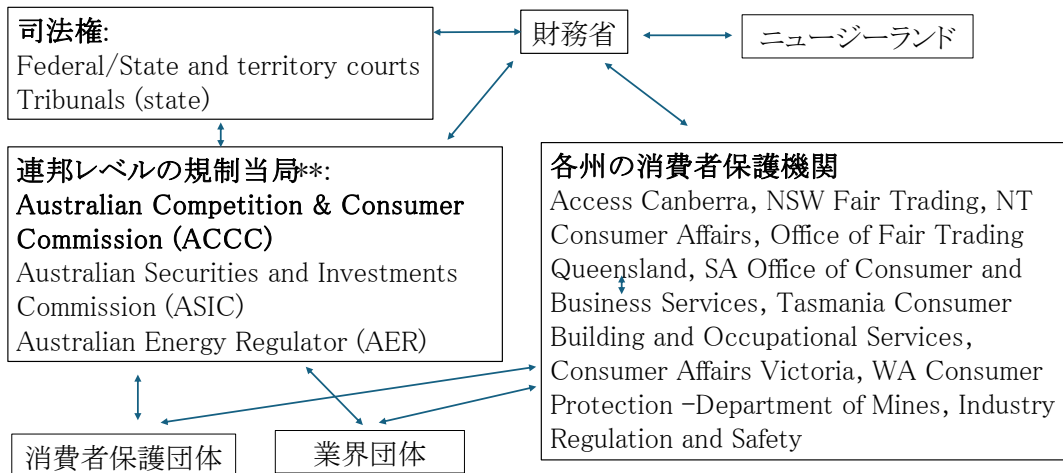 司法権:
Federal/State and territory courts
Tribunals (state)
財務省
ニュージーランド
連邦レベルの規制当局**:
Australian Competition & Consumer
Commission (ACCC)
Australian Securities and Investments
Commission (ASIC)
Australian Energy Regulator (AER)
各州の消費者保護機関
Access Canberra, NSW Fair Trading, NT
Consumer Affairs, Office of Fair Trading
Queensland, SA Office of Consumer and
Business Services, Tasmania Consumer
Building and Occupational Services,
Consumer Affairs Victoria, WA Consumer
Protection –Department of Mines, Industry
Regulation and Safety
消費者保護団体
業界団体